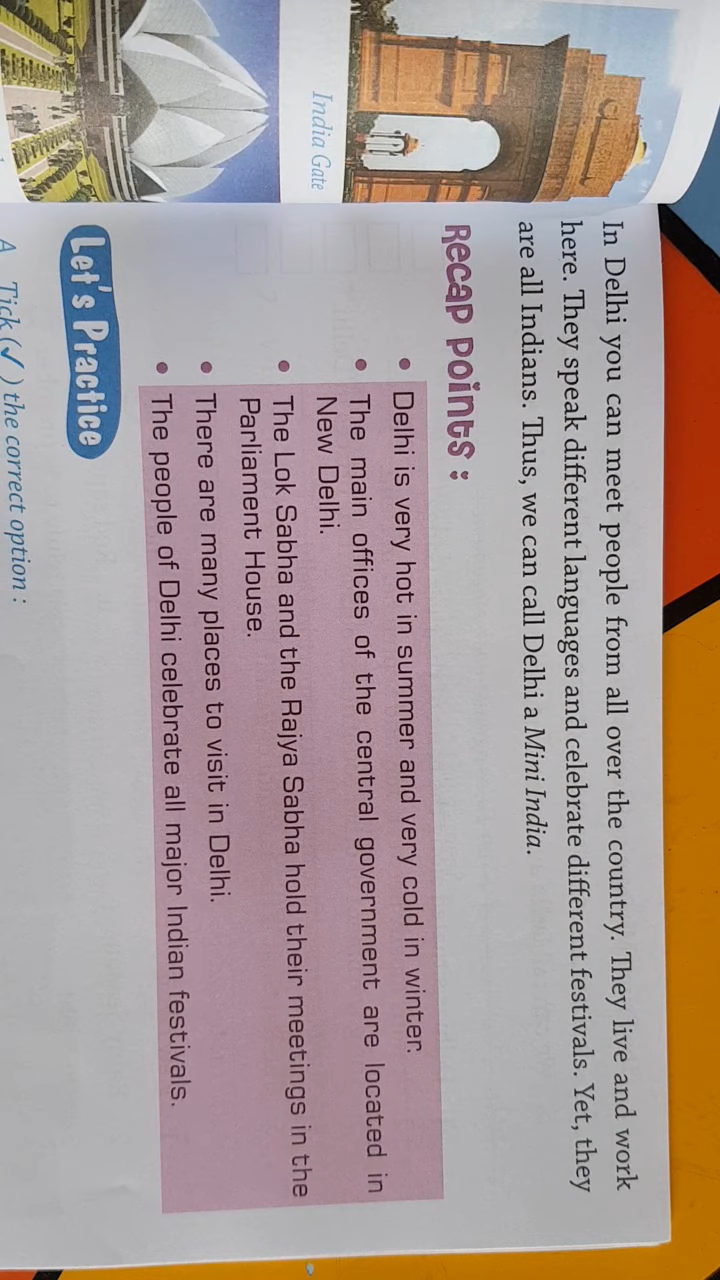 India Gate
In Delhi you can meet people from all over the country. They live and work
here. They speak different languages and celebrate different festivals. Yet, they
are all Indians. Thus, we can call Delhi a Mini India.
Recap Points :
• Delhi is very hot in summer and very cold in winter.
• The main offices of the central government are located in
New Delhi.
• The Lok Sabha and the Rajya Sabha hold their meetings in the
Parliament House.
• There are many places to visit in Delhi.
• The people of Delhi celebrate all major Indian festivals.
Let's Practice
A Tick (✓) the correct option :